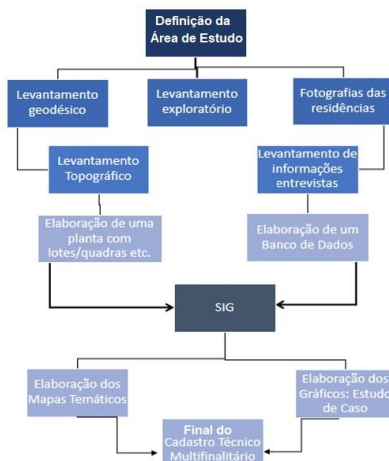 Definição da
Área de Estudo
Levantamento
geodésico
Levantamento
exploratório
Fotografias das
residências
Levantamento
Topográfico
Levantamento de
informações
entrevistas
Elaboração de uma
planta com
lotes/quadras etc.
Elaboração de um
Banco de Dados
SIG
Elaboração dos
Mapas Temáticos
Elaboração dos
Gráficos: Estudo
de Caso
Final do
Cadastro Técnico
Multifinalitário